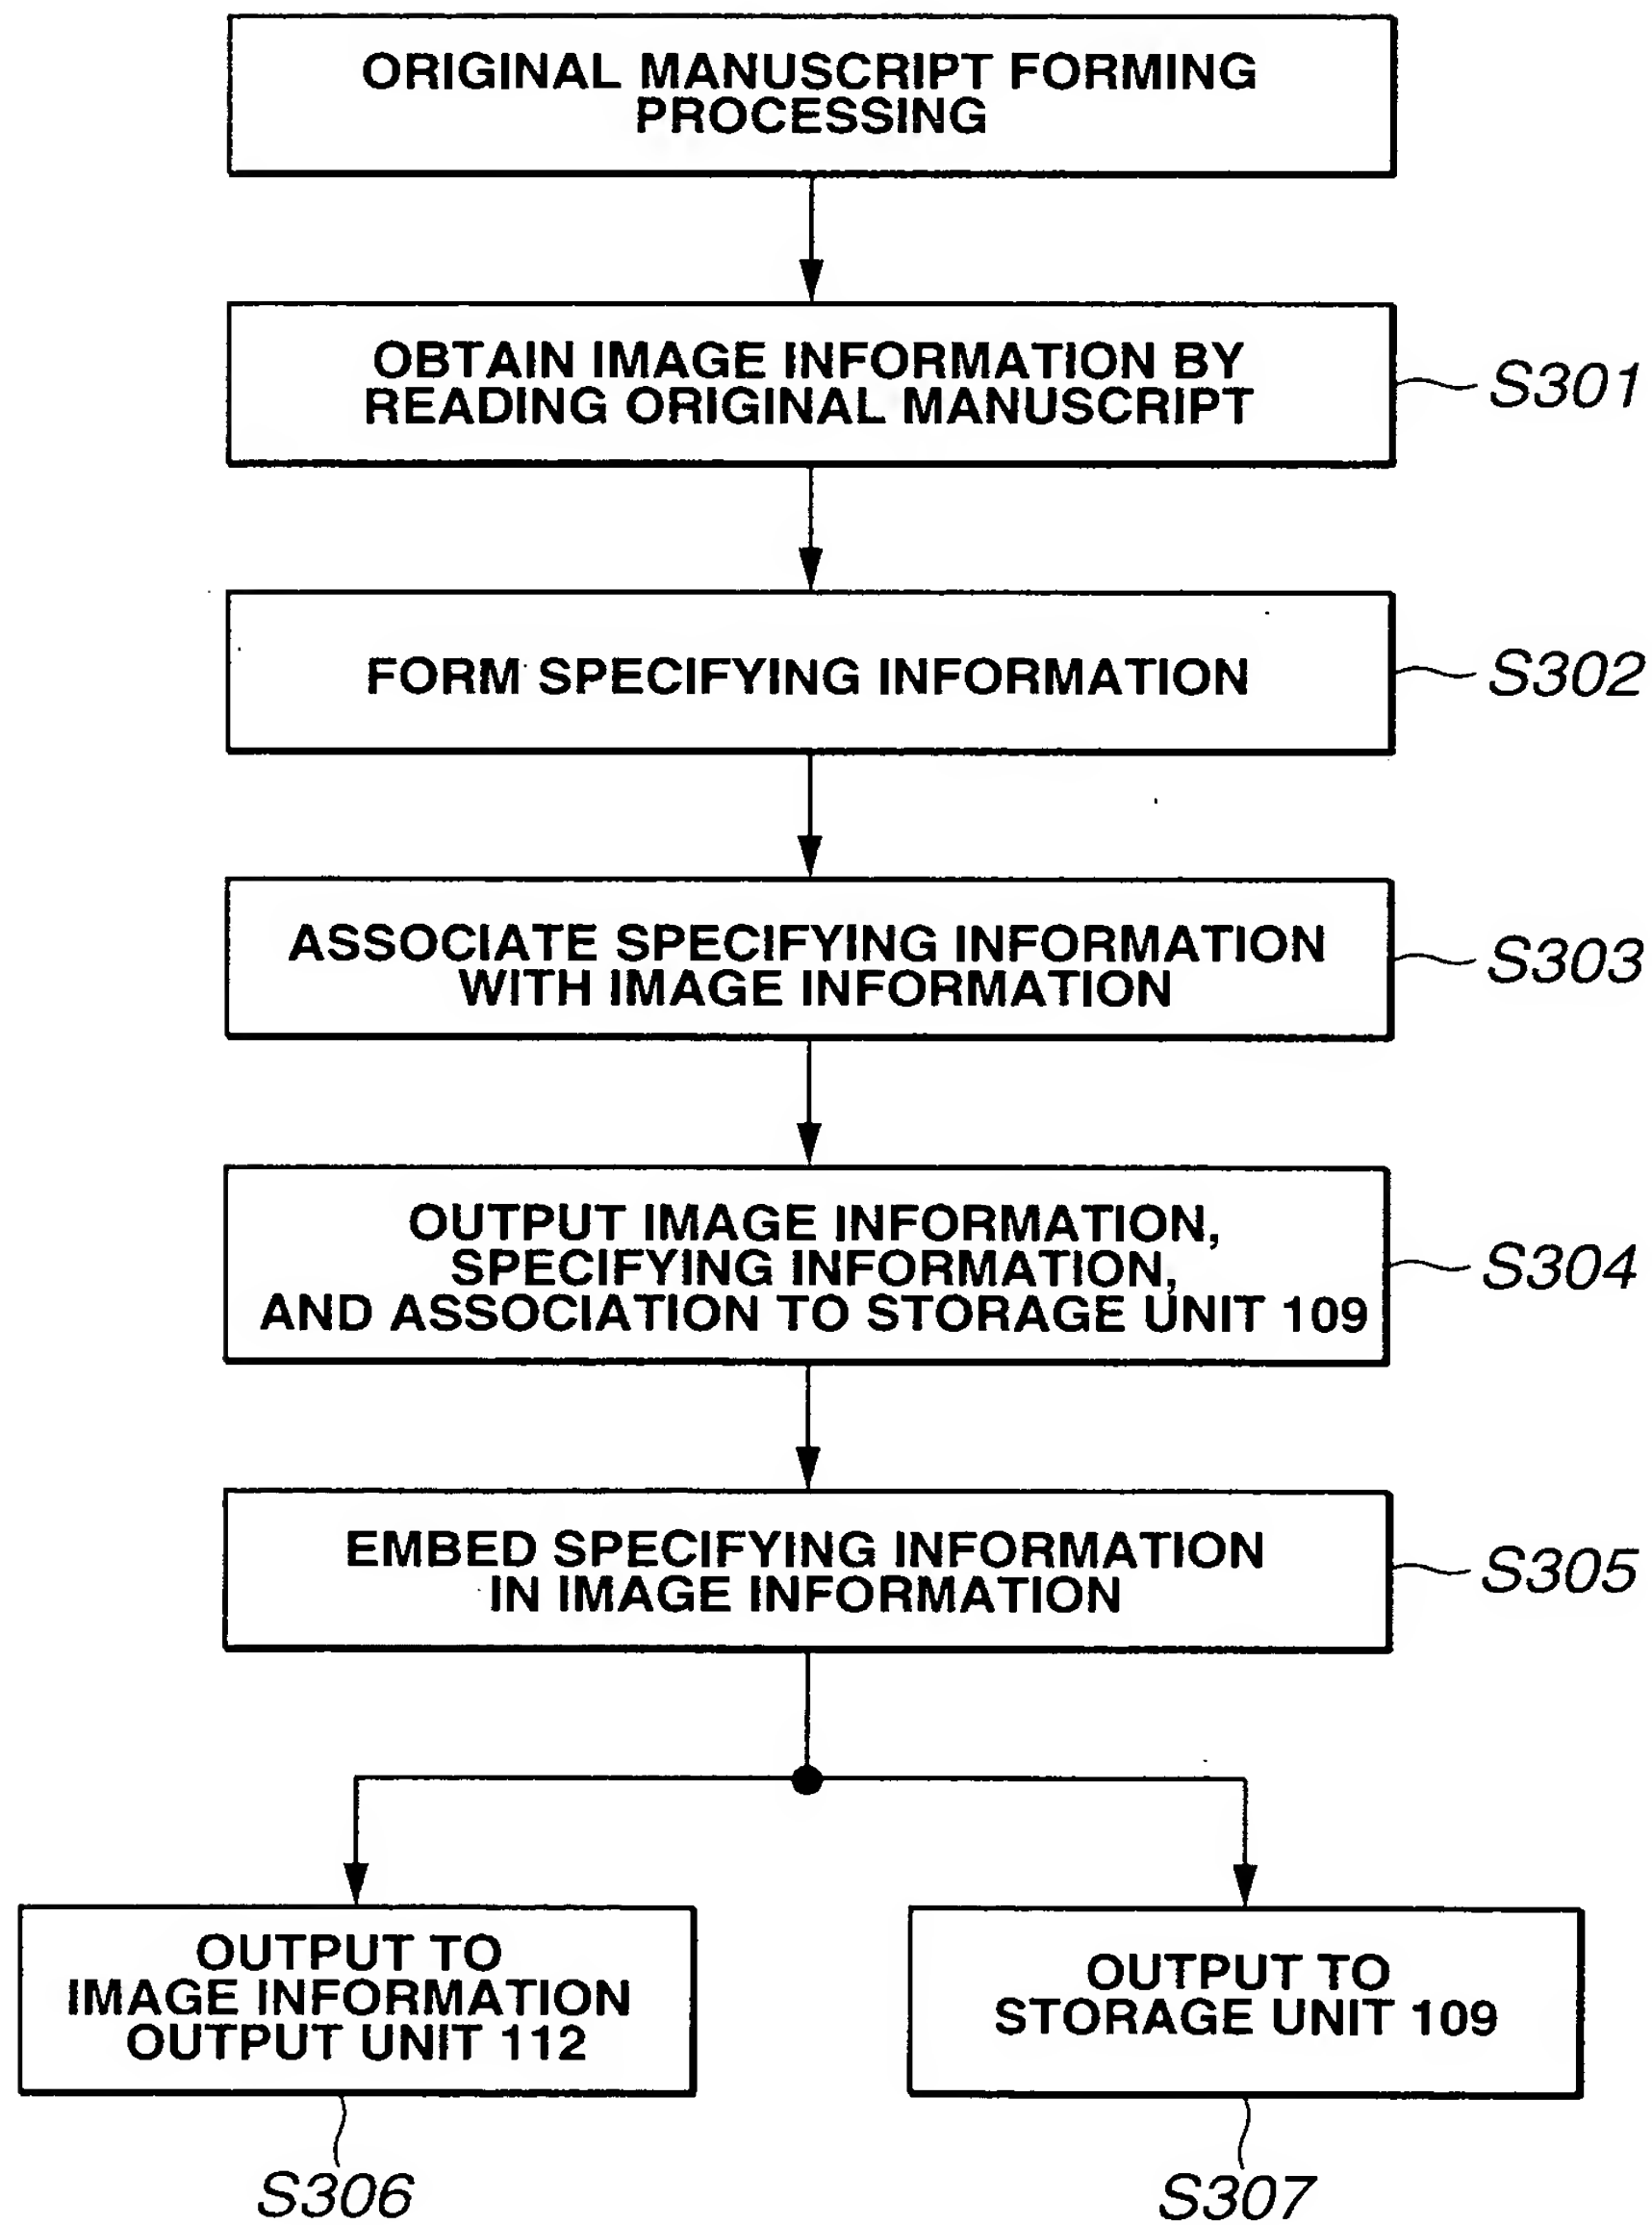 ORIGINAL MANUSCRIPT FORMING
PROCESSING
OBTAIN IMAGE INFORMATION BY
READING ORIGINAL MANUSCRIPT
S301
FORM SPECIFYING INFORMATION
S302
ASSOCIATE SPECIFYING INFORMATION
WITH IMAGE INFORMATION
S303
OUTPUT IMAGE INFORMATION,
SPECIFYING INFORMATION,
AND ASSOCIATION TO STORAGE UNIT 109
S304
EMBED SPECIFYING INFORMATION
IN IMAGE INFORMATION
S305
OUTPUT TO
IMAGE INFORMATION
OUTPUT UNIT 112
S306
OUTPUT TO
STORAGE UNIT 109
S307